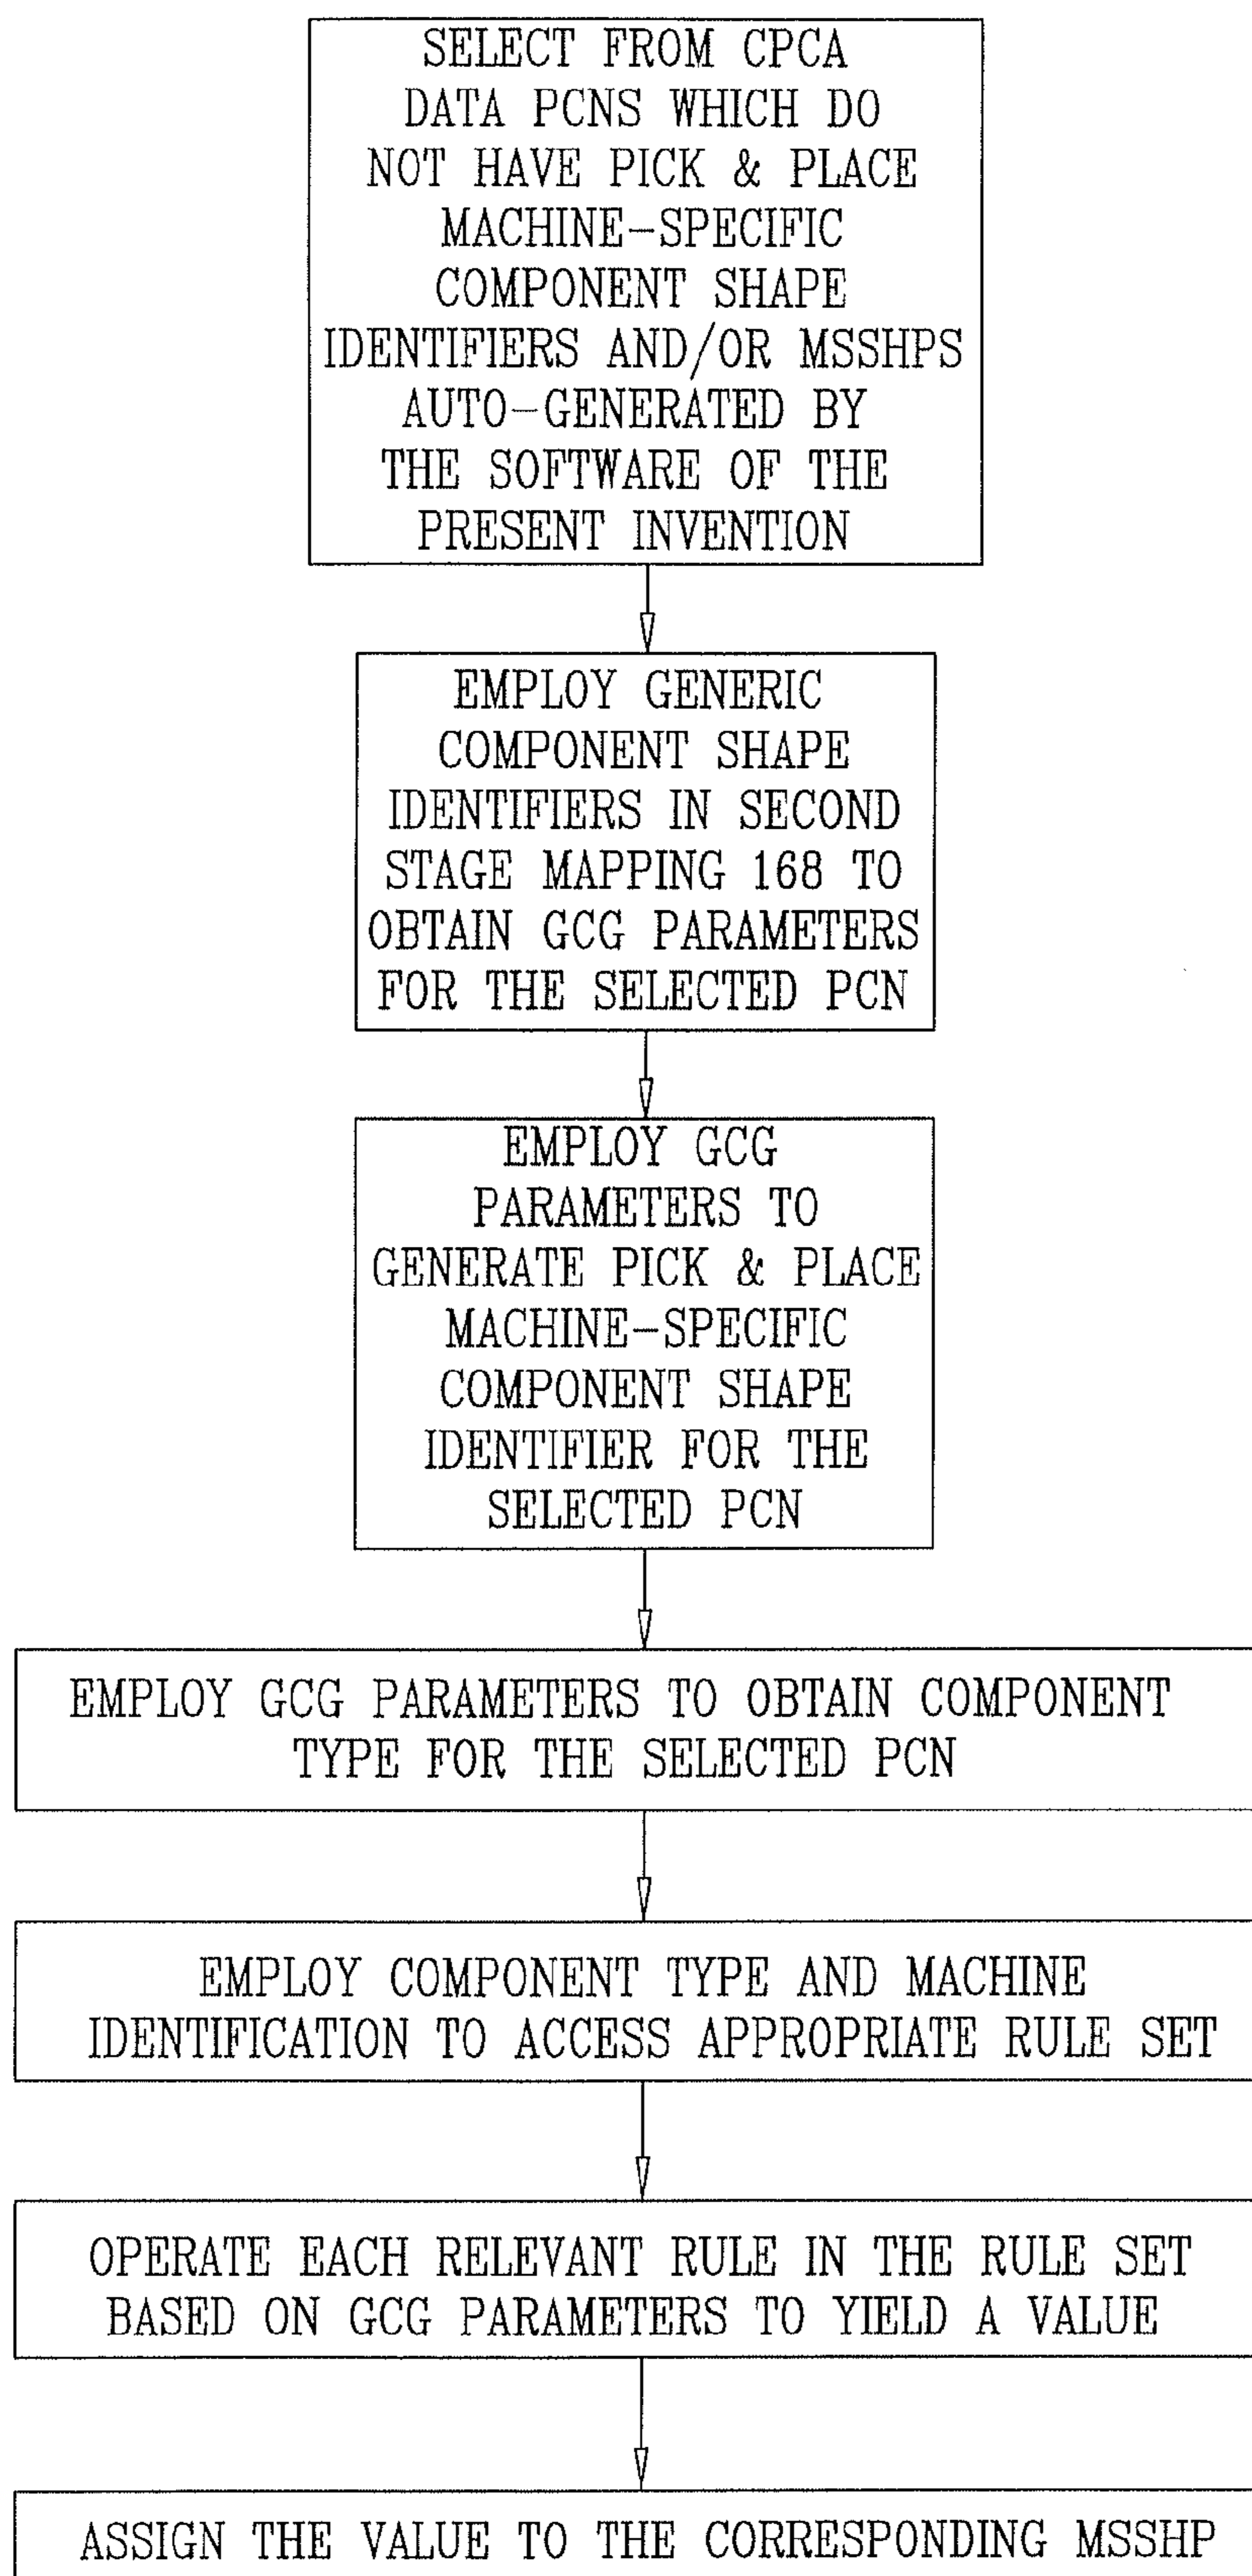 SELECT FROM CPCA
DATA PCNS WHICH DO
NOT HAVE PICK & PLACE
MACHINE-SPECIFIC
COMPONENT SHAPE
IDENTIFIERS AND/OR MSSHPS
AUTO-GENERATED BY
THE SOFTWARE OF THE
PRESENT INVENTION
EMPLOY GENERIC
COMPONENT SHAPE
IDENTIFIERS IN SECOND
STAGE MAPPING 168 TO
OBTAIN GCG PARAMETERS
FOR THE SELECTED PCN
EMPLOY GCG
PARAMETERS TO
GENERATE PICK & PLACE
MACHINE-SPECIFIC
COMPONENT SHAPE
IDENTIFIER FOR THE
SELECTED PCN
EMPLOY GCG PARAMETERS TO OBTAIN COMPONENT
TYPE FOR THE SELECTED PCN
EMPLOY COMPONENT TYPE AND MACHINE
IDENTIFICATION TO ACCESS APPROPRIATE RULE SET
OPERATE EACH RELEVANT RULE IN THE RULE SET
BASED ON GCG PARAMETERS TO YIELD A VALUE
ASSIGN THE VALUE TO THE CORRESPONDING MSSHP